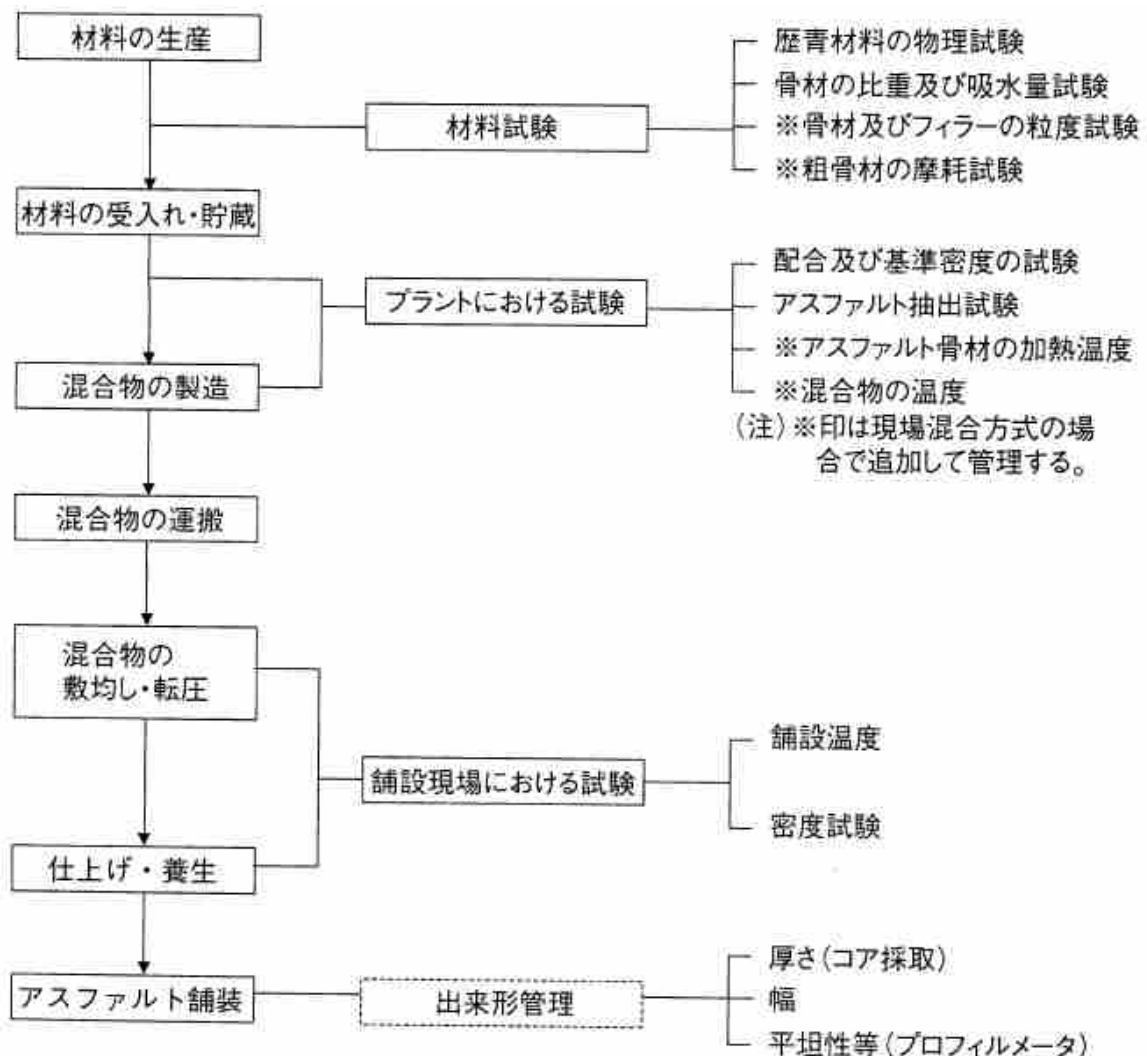 材料の生産
歴青材料の物理試験
骨材の比重及び吸水量試験
材料試験
※骨材及びフィラーの粒度試験
※粗骨材の摩耗試験
材料の受入れ・貯蔵
配合及び基準密度の試験
プラントにおける試験
アスファルト抽出試験
※アスファルト骨材の加熱温度
混合物の製造
※混合物の温度
(注)※印は現場混合方式の場
合で追加して管理する。
混合物の運搬
混合物の
敷均し・転圧
舗設温度
舗設現場における試験
密度試験
仕上げ・養生
厚さ(コア採取)
アスファルト舗装
出来形管理
幅
平坦性等(プロフィルメータ)